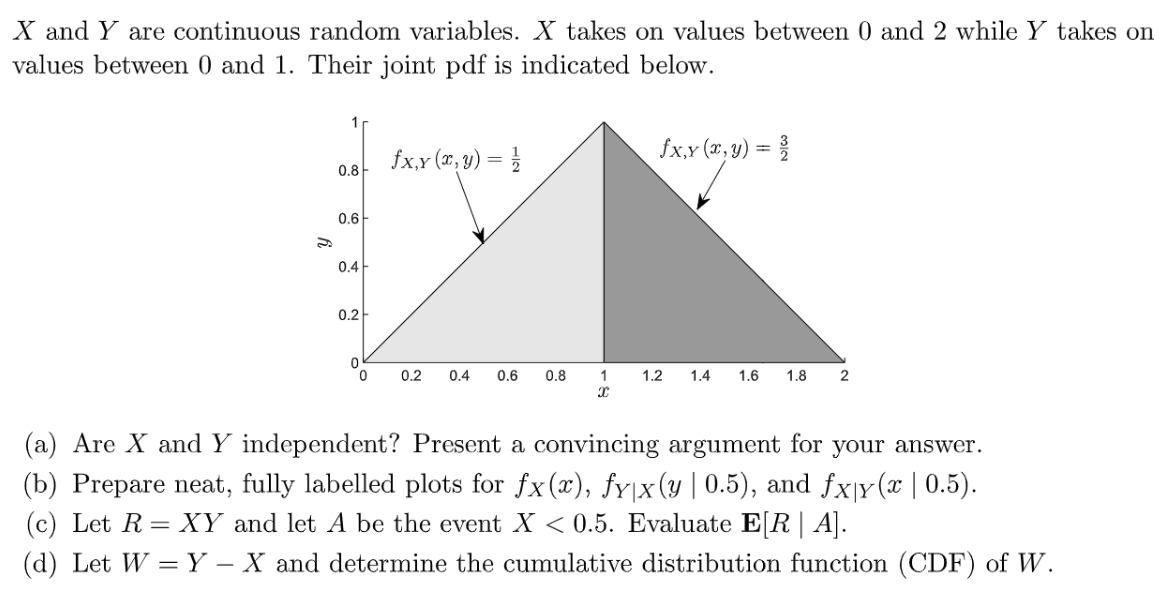 X and Y are continuous random variables. X takes on values between 0 and 2 while Y takes on
values between 0 and 1. Their joint pdf is indicated below.
1
f_{X,Y}(x, y) = \frac{1}{2}
f_{X,Y}(x, y) = \frac{3}{2}
0.8
0.6
y
0.4
0.2
0
0 0.2 0.4 0.6 0.8 1 1.2 1.4 1.6 1.8 2
x
(a) Are X and Y independent? Present a convincing argument for your answer.
(b) Prepare neat, fully labelled plots for f_X(x), f_{Y|X}(y | 0.5), and f_{X|Y}(x | 0.5).
(c) Let R = XY and let A be the event X < 0.5. Evaluate E[R | A].
(d) Let W = Y − X and determine the cumulative distribution function (CDF) of W.